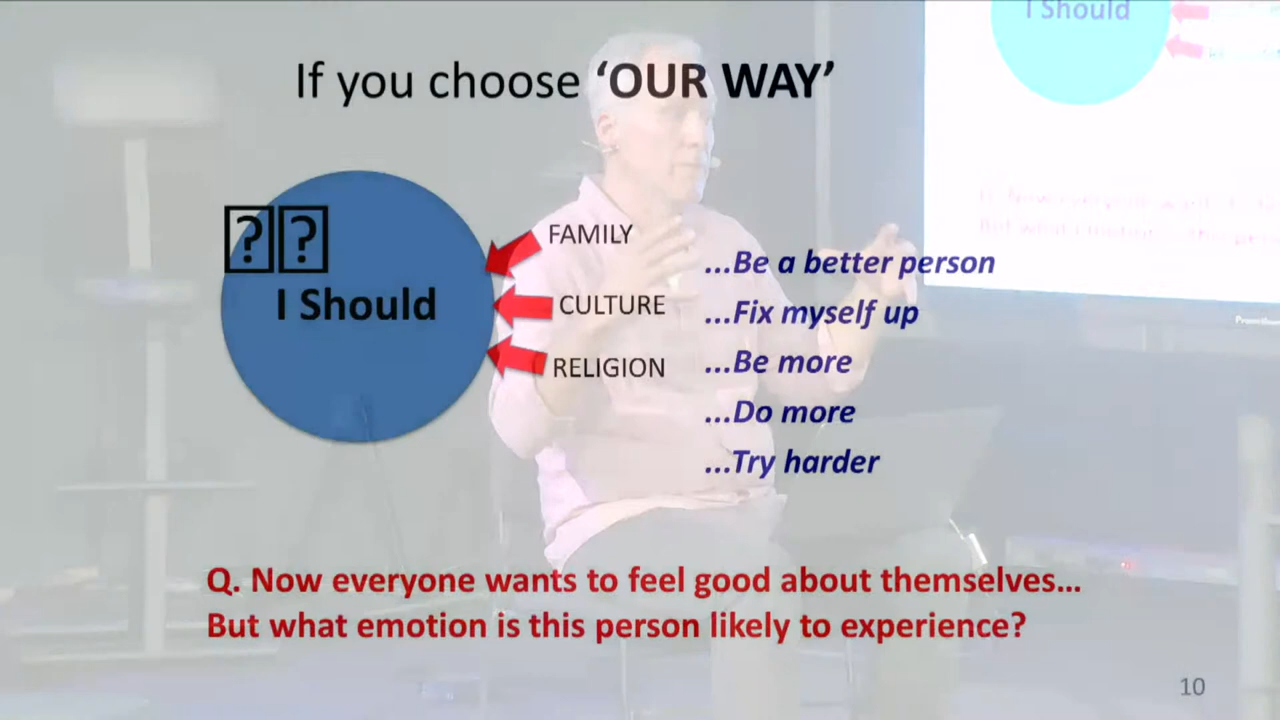 If you choose ‘OUR WAY’
I Should
FAMILY
CULTURE
RELIGION
...Be a better person
...Fix myself up
...Be more
...Do more
...Try harder
Q. Now everyone wants to feel good about themselves...
But what emotion is this person likely to experience?
10
I Should